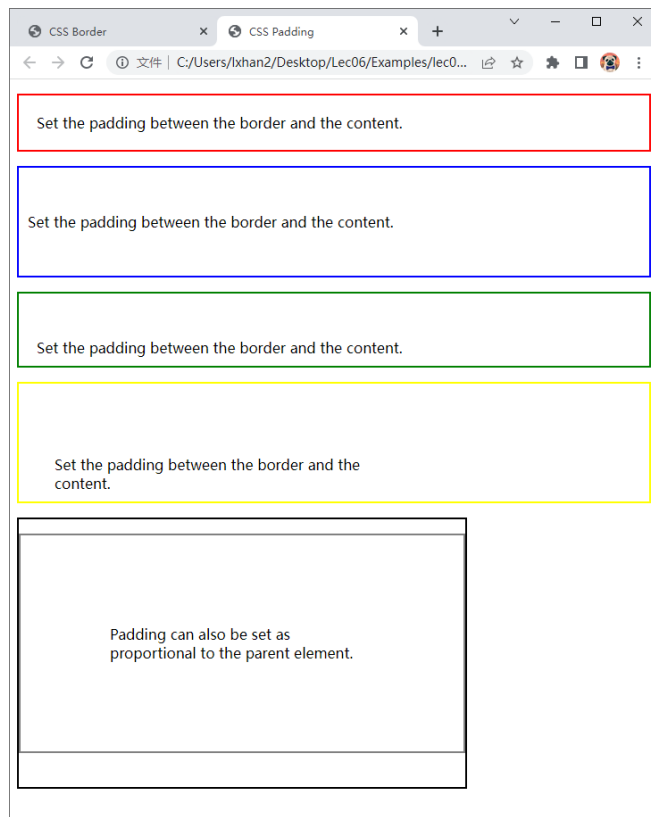 CSS Border
CSS Padding
文件 C:/Users/lxhan2/Desktop/Lec06/Examples/lec0...
Set the padding between the border and the content.
Set the padding between the border and the content.
Set the padding between the border and the content.
Set the padding between the border and the
content.
Padding can also be set as
proportional to the parent element.